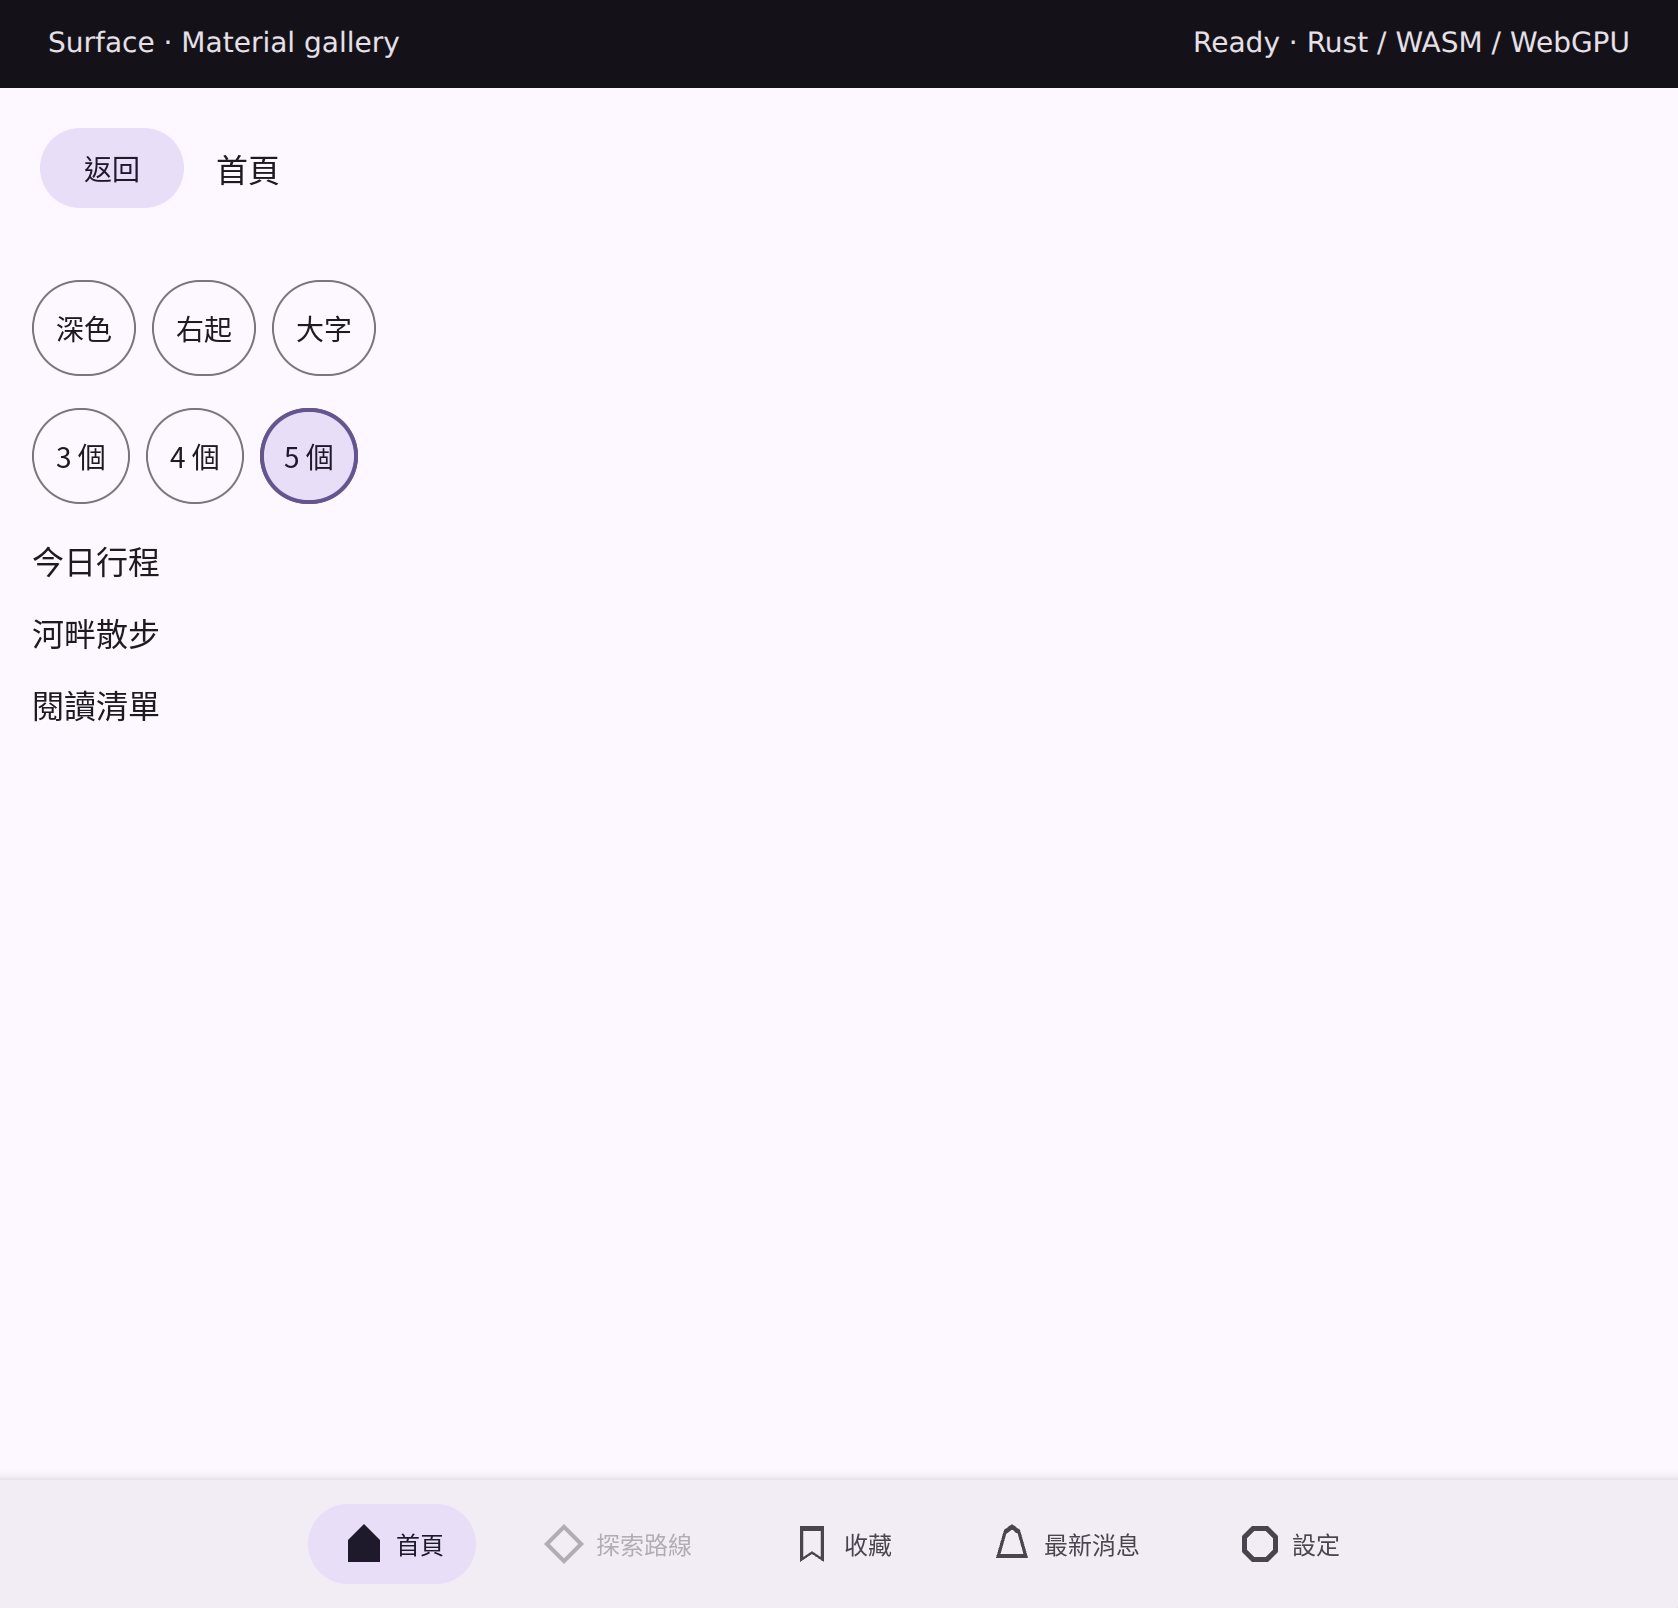 Surface · Material gallery
Ready · Rust / WASM / WebGPU
返回
首頁
深色 右起 大字
3 個 4 個 5 個
今日行程
河畔散步
閱讀清單
首頁 探索路線 收藏 最新消息 設定